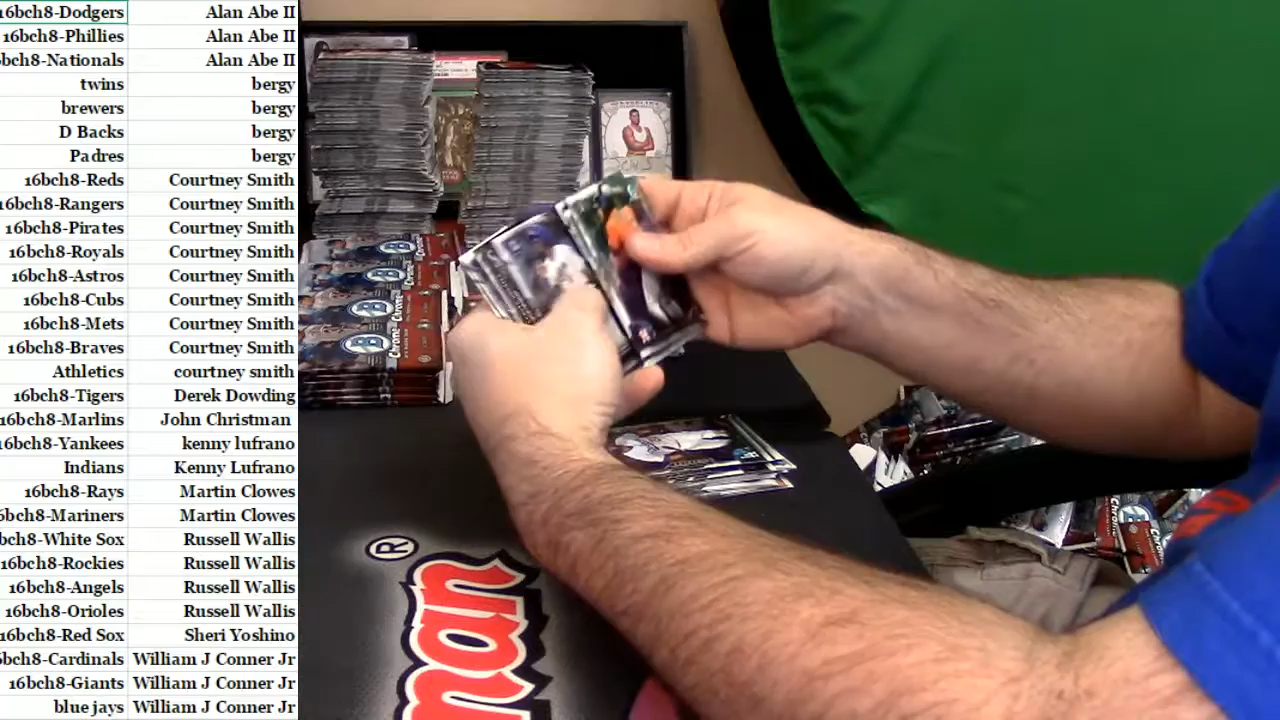 16bch8-Dodgers Alan Abe II
16bch8-Phillies Alan Abe II
bch8-Nationals Alan Abe II
twins bergy
brewers bergy
D Backs bergy
Padres bergy
16bch8-Reds Courtney Smith
16bch8-Rangers Courtney Smith
16bch8-Pirates Courtney Smith
16bch8-Royals Courtney Smith
16bch8-Astros Courtney Smith
16bch8-Cubs Courtney Smith
16bch8-Mets Courtney Smith
16bch8-Braves Courtney Smith
Athletics courtney smith
16bch8-Tigers Derek Dowding
16bch8-Marlins John Christman
16bch8-Yankees kenny lufrano
Indians Kenny Lufrano
16bch8-Rays Martin Clowes
6bch8-Mariners Martin Clowes
bch8-White Sox Russell Wallis
16bch8-Rockies Russell Wallis
16bch8-Angels Russell Wallis
16bch8-Orioles Russell Wallis
16bch8-Red Sox Sheri Yoshino
bch8-Cardinals William J Conner Jr
16bch8-Giants William J Conner Jr
blue jays William J Conner Jr
Chrome
Chrome
Chrome
man ®